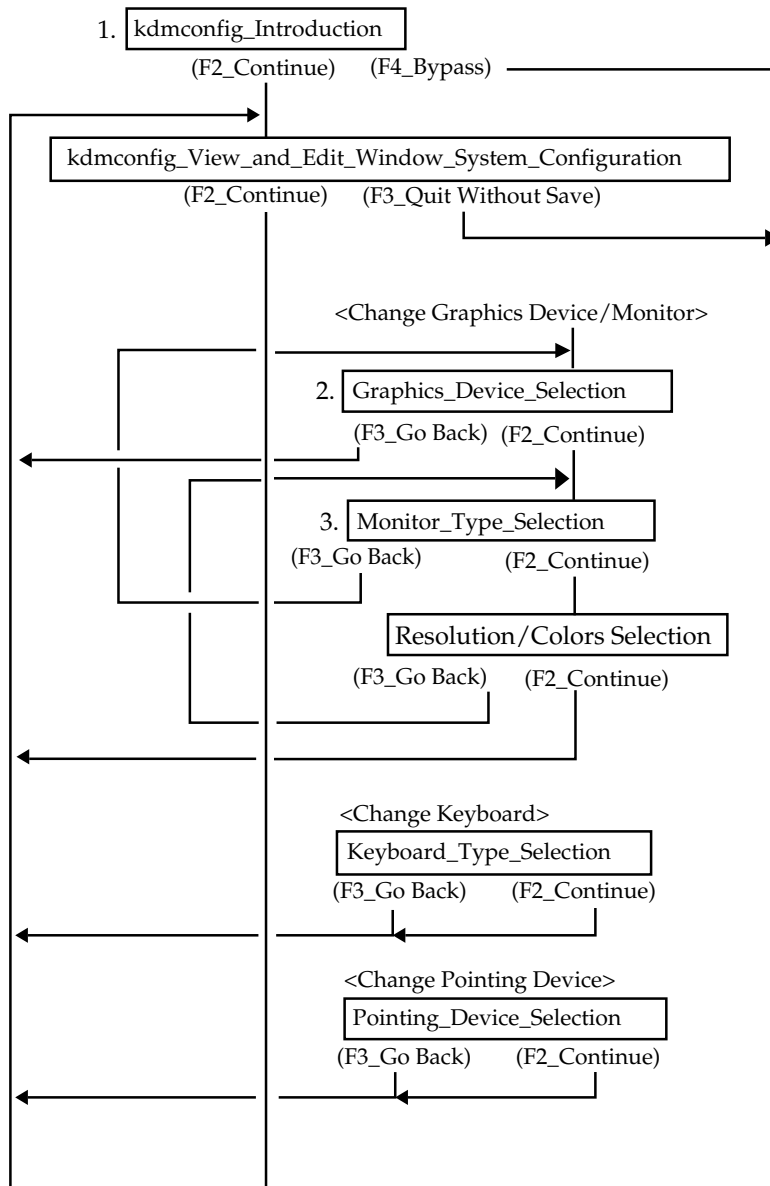 1. kdmconfig_Introduction
(F2_Continue) (F4_Bypass)
kdmconfig_View_and_Edit_Window_System_Configuration
(F2_Continue) (F3_Quit Without Save)
<Change Graphics Device/Monitor>
2. Graphics_Device_Selection
(F3_Go Back) (F2_Continue)
3. Monitor_Type_Selection
(F3_Go Back) (F2_Continue)
Resolution/Colors Selection
(F3_Go Back) (F2_Continue)
<Change Keyboard>
Keyboard_Type_Selection
(F3_Go Back) (F2_Continue)
<Change Pointing Device>
Pointing_Device_Selection
(F3_Go Back) (F2_Continue)